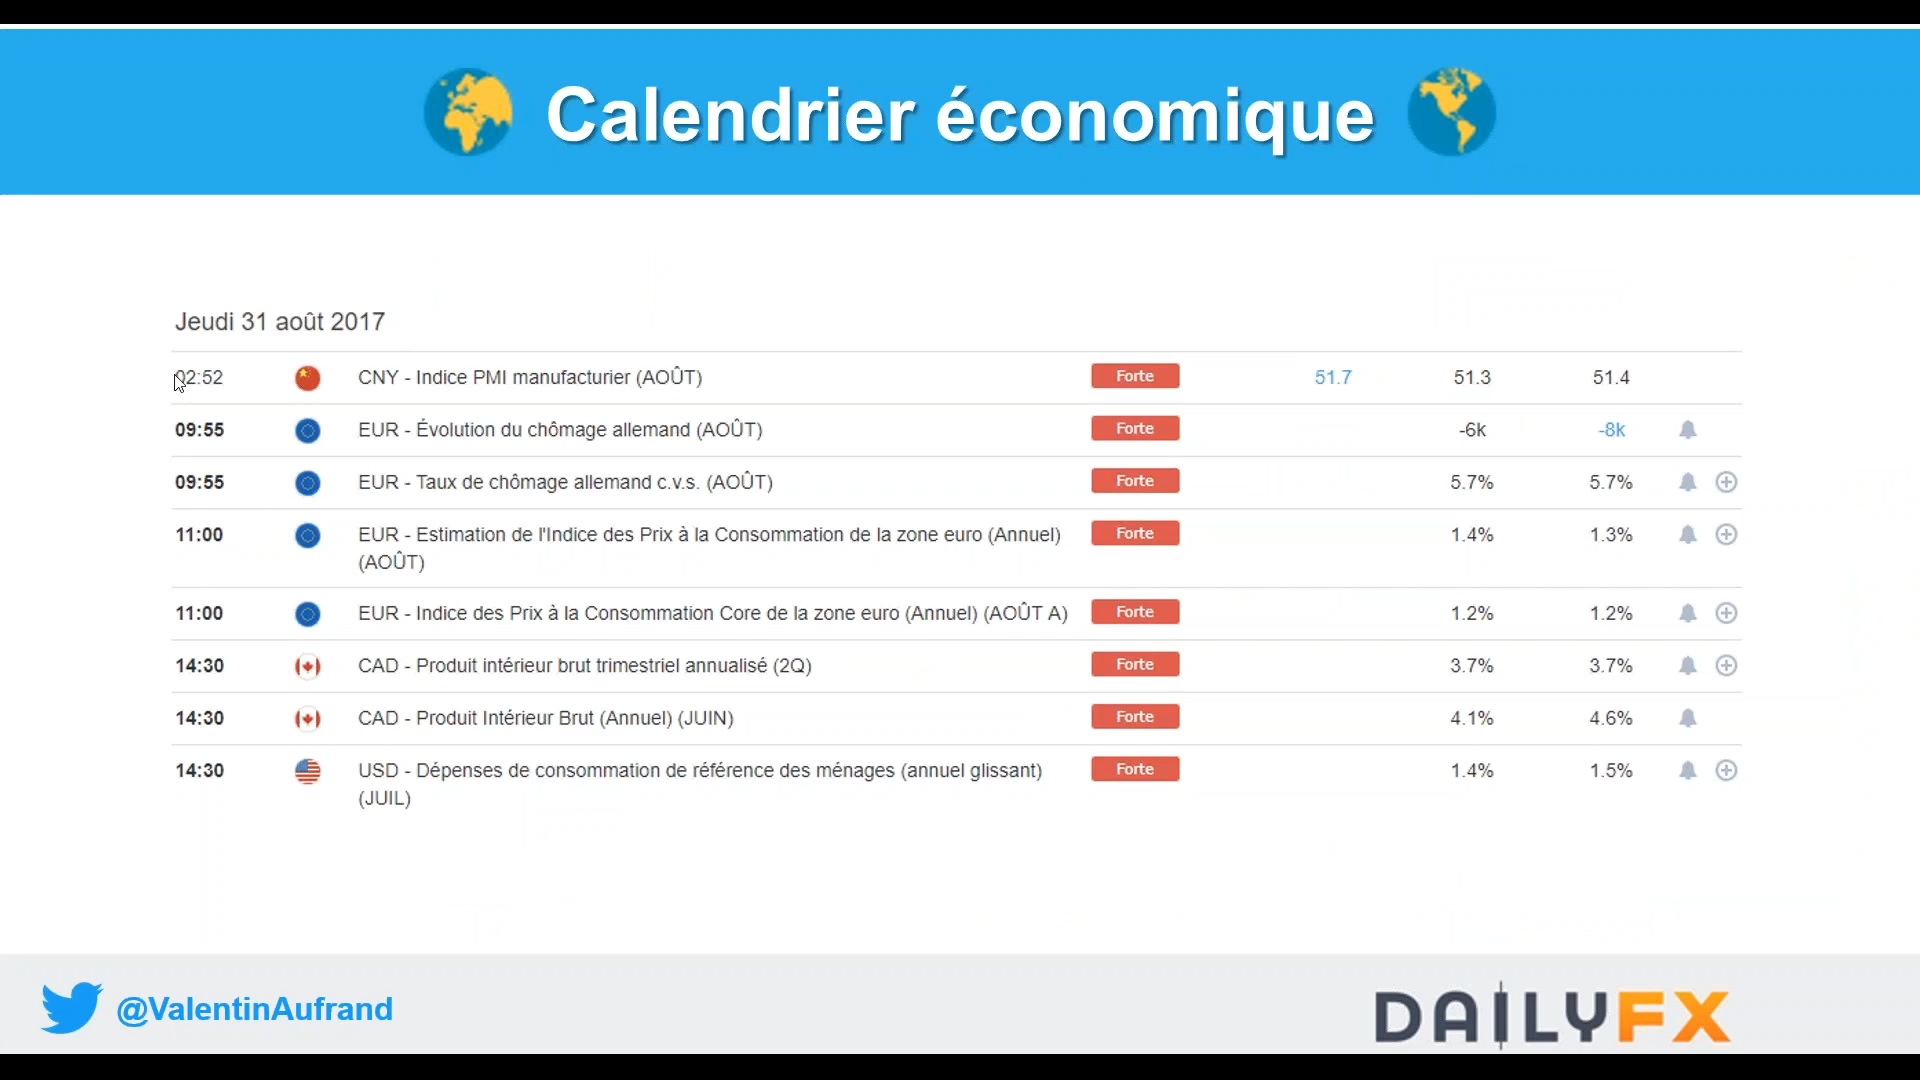 Calendrier économique
Jeudi 31 août 2017
02:52 CNY - Indice PMI manufacturier (AOÛT) Forte 51.7 51.3 51.4
09:55 EUR - Évolution du chômage allemand (AOÛT) Forte -6k -8k
09:55 EUR - Taux de chômage allemand c.v.s. (AOÛT) Forte 5.7% 5.7%
11:00 EUR - Estimation de l'Indice des Prix à la Consommation de la zone euro (Annuel) Forte 1.4% 1.3%
(AOÛT)
11:00 EUR - Indice des Prix à la Consommation Core de la zone euro (Annuel) (AOÛT A) Forte 1.2% 1.2%
14:30 CAD - Produit intérieur brut trimestriel annualisé (2Q) Forte 3.7% 3.7%
14:30 CAD - Produit Intérieur Brut (Annuel) (JUIN) Forte 4.1% 4.6%
14:30 USD - Dépenses de consommation de référence des ménages (annuel glissant) Forte 1.4% 1.5%
(JUIL)
@ValentinAufrand
DAILYFX